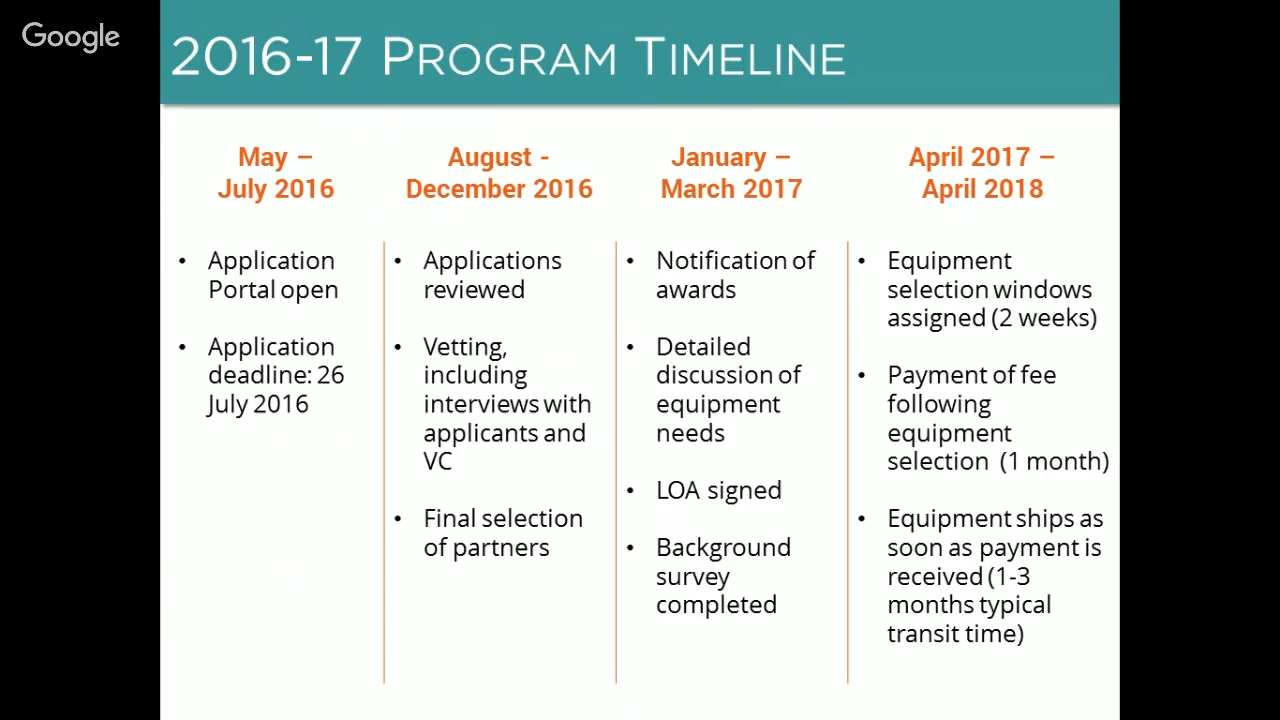 Google
2016-17 PROGRAM TIMELINE
May –
July 2016
• Application
Portal open
• Application
deadline: 26
July 2016
August -
December 2016
• Applications
reviewed
• Vetting,
including
interviews with
applicants and
VC
• Final selection
of partners
January –
March 2017
• Notification of
awards
• Detailed
discussion of
equipment
needs
• LOA signed
• Background
survey
completed
April 2017 –
April 2018
• Equipment
selection windows
assigned (2 weeks)
• Payment of fee
following
equipment
selection (1 month)
• Equipment ships as
soon as payment is
received (1-3
months typical
transit time)